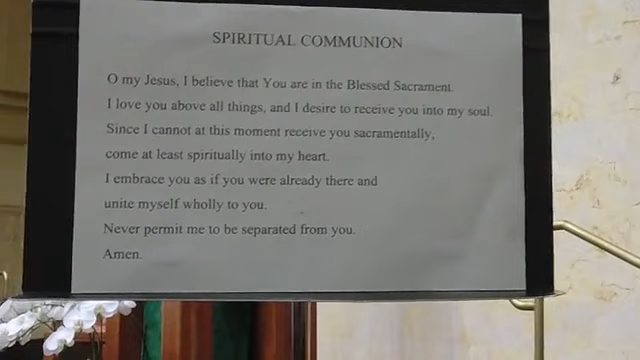 SPIRITUAL COMMUNION
O my Jesus, I believe that You are in the Blessed Sacrament.
I love you above all things, and I desire to receive you into my soul.
Since I cannot at this moment receive you sacramentally,
come at least spiritually into my heart.
I embrace you as if you were already there and
unite myself wholly to you.
Never permit me to be separated from you.
Amen.